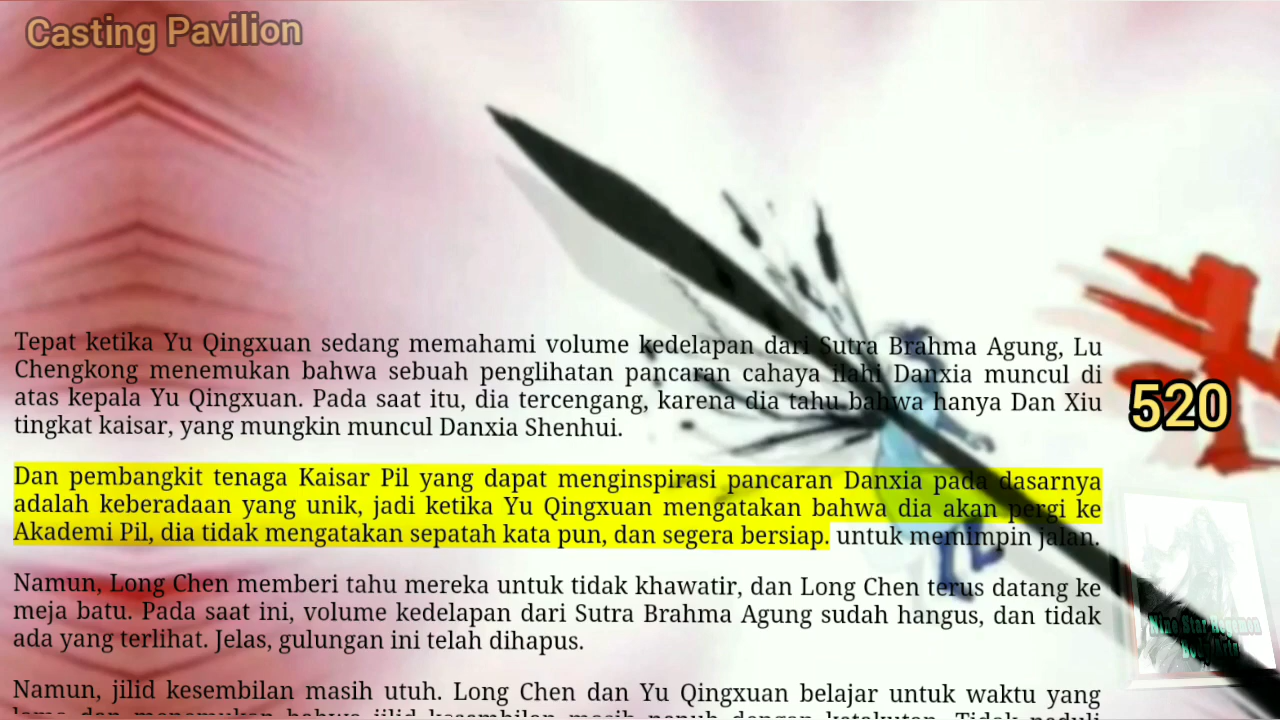 Casting Pavilion
Tepat ketika Yu Qingxuan sedang memahami volume kedelapan dari Sutra Brahma Agung, Lu
Chengkong menemukan bahwa sebuah penglihatan pancaran cahaya ilahi Danxia muncul di
atas kepala Yu Qingxuan. Pada saat itu, dia tercengang, karena dia tahu bahwa hanya Dan Xiu
tingkat kaisar, yang mungkin muncul Danxia Shenhui.
520
Dan pembangkit tenaga Kaisar Pil yang dapat menginspirasi pancaran Danxia pada dasarnya
adalah keberadaan yang unik, jadi ketika Yu Qingxuan mengatakan bahwa dia akan pergi ke
Akademi Pil, dia tidak mengatakan sepatah kata pun, dan segera bersiap. untuk memimpin jalan.
Namun, Long Chen memberi tahu mereka untuk tidak khawatir, dan Long Chen terus datang ke
meja batu. Pada saat ini, volume kedelapan dari Sutra Brahma Agung sudah hangus, dan tidak
ada yang terlihat. Jelas, gulungan ini telah dihapus.
Nine Star Hegemon
Body Arts
Namun, jilid kesembilan masih utuh. Long Chen dan Yu Qingxuan belajar untuk waktu yang